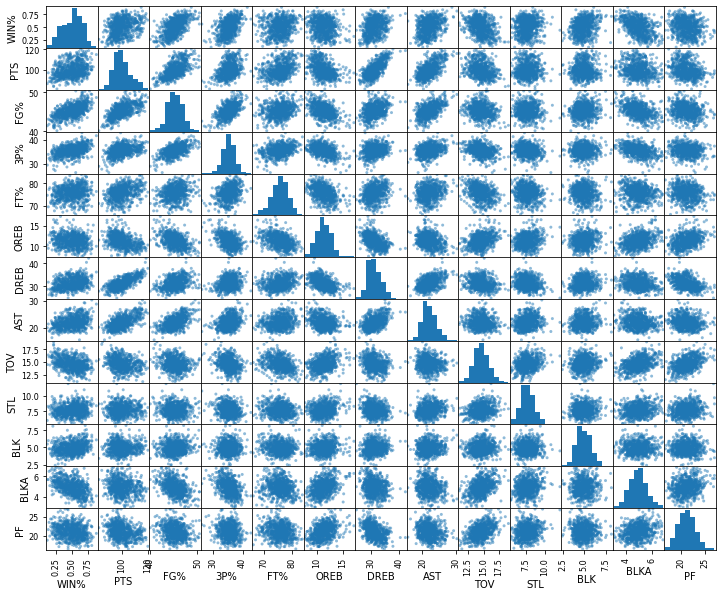 WIN%
0.75
0.50
0.25
PTS
120
100
FG%
50
40
3P%
40
30
FT%
80
70
OREB
15
10
DREB
40
30
AST
30
20
TOV
17.5
15.0
12.5
STL
10.0
7.5
BLK
7.5
5.0
2.5
BLKA
6
4
PF
25
20
0.25 0.50 0.75 100 120 40 50 30 40 70 80 10 15 30 40 20 30 12.5 15.0 17.5 7.5 10.0 2.5 5.0 7.5 4 6 20 25
WIN% PTS FG% 3P% FT% OREB DREB AST TOV STL BLK BLKA PF